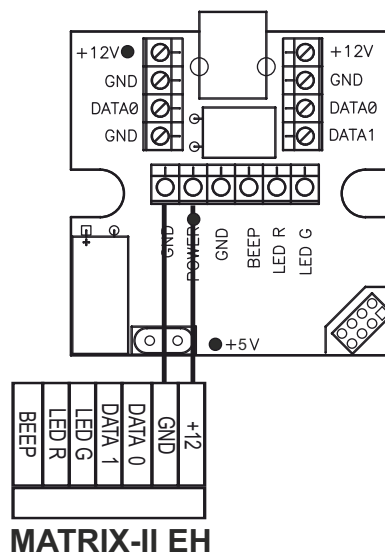 +12V +12V
GND GND
DATA0 DATA0
GND DATA1
GND POWER GND BEEP LED R LED G
+
+5V
BEEP LED R LED G DATA 1 DATA 0 GND +12
MATRIX-II EH